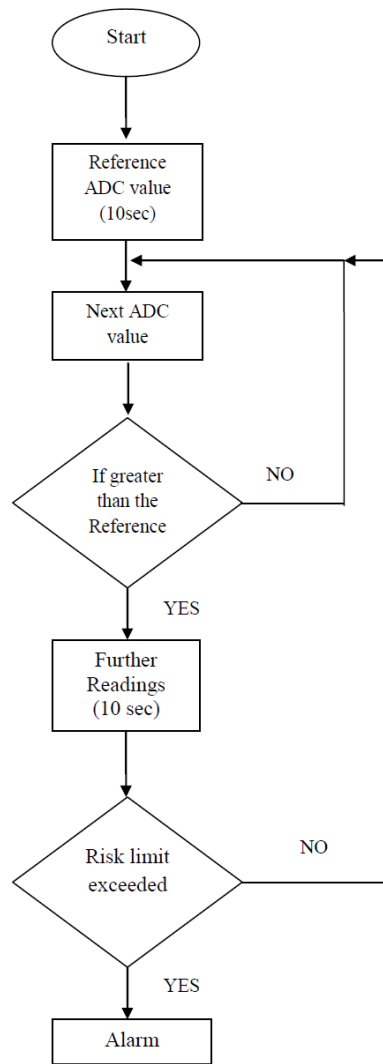 Start
Reference
ADC value
(10sec)
Next ADC
value
If greater
than the
Reference
NO
YES
Further
Readings
(10 sec)
Risk limit
exceeded
NO
YES
Alarm